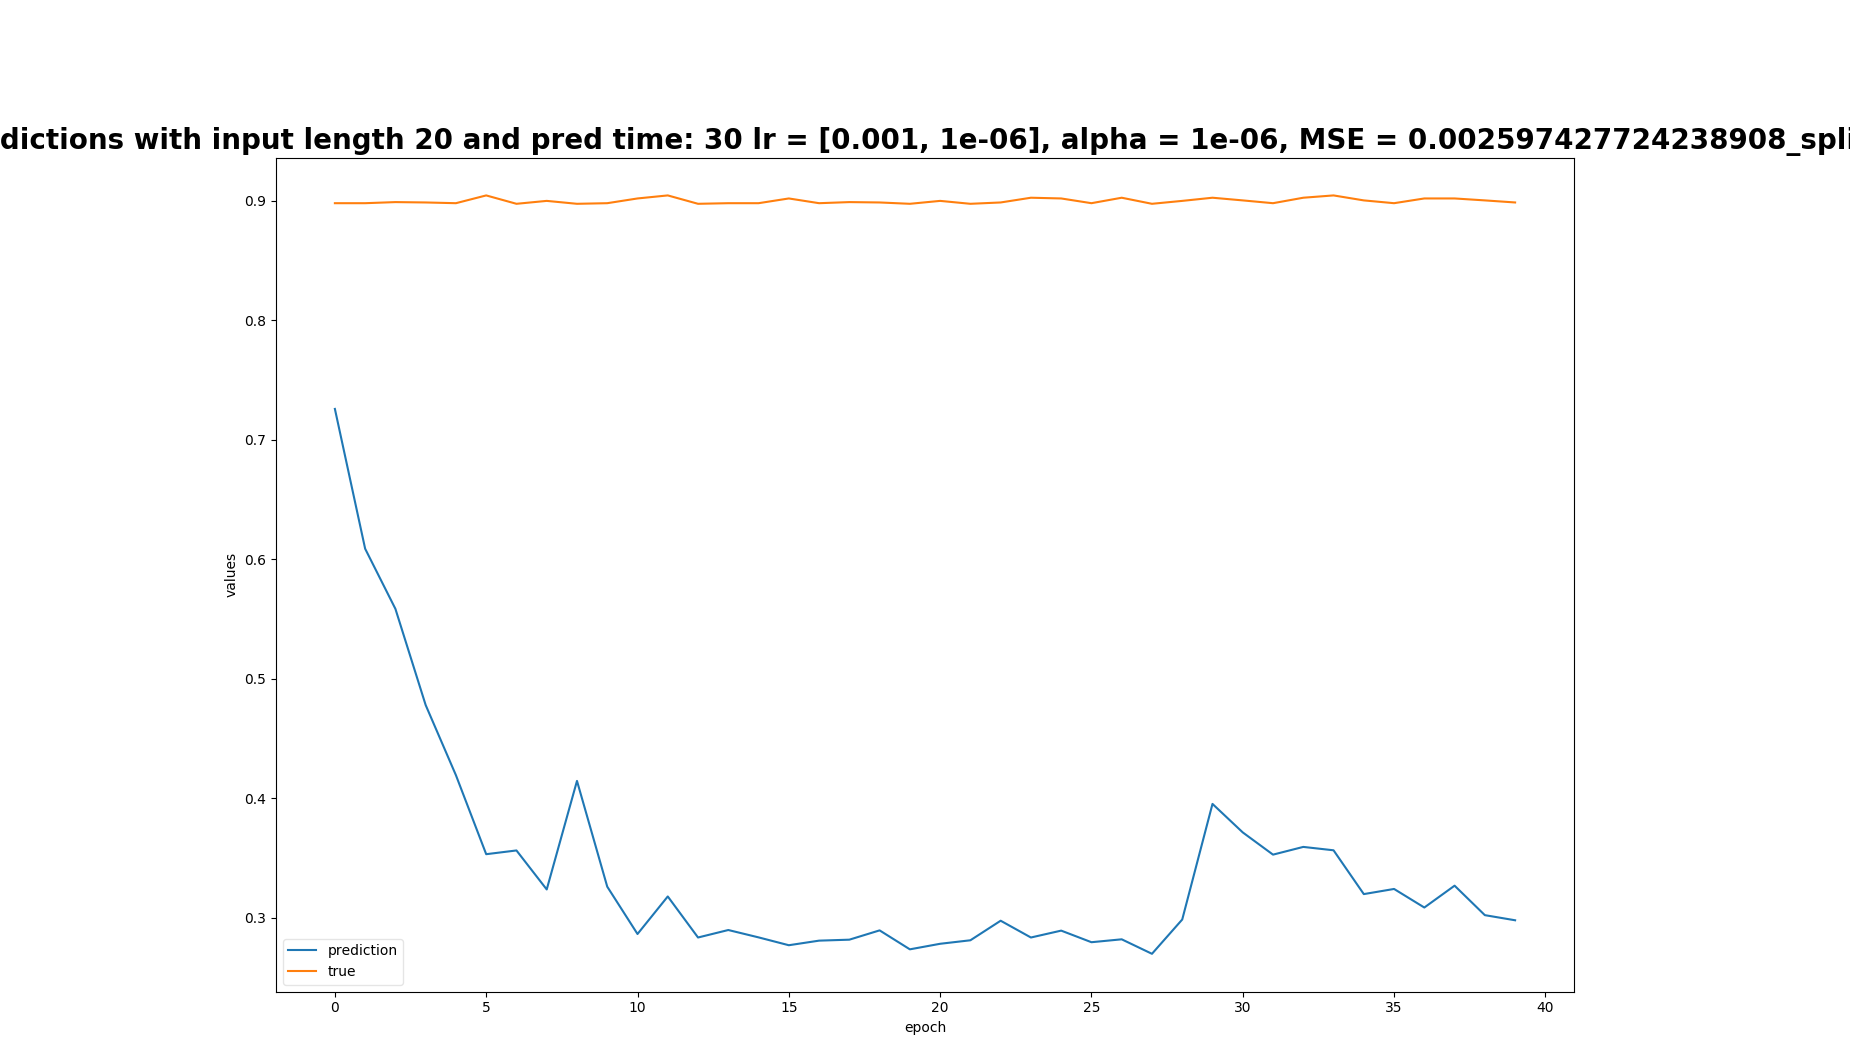 dictions with input length 20 and pred time: 30 lr = [0.001, 1e-06], alpha = 1e-06, MSE = 0.002597427724238908_spli
0.9
0.8
0.7
0.6
0.5
0.4
0.3
values
prediction
true
0 5 10 15 20 25 30 35 40
epoch